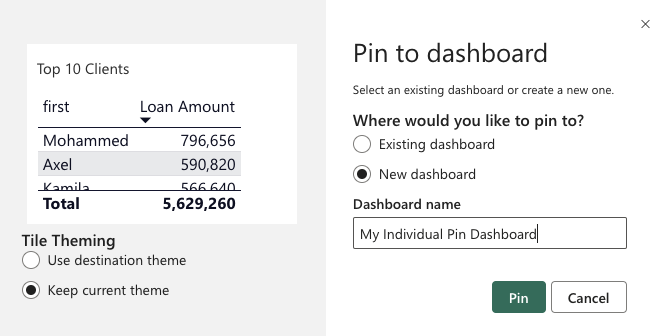 Top 10 Clients
first Loan Amount
Mohammed 796,656
Axel 590,820
Kamila 566,640
Total 5,629,260
Tile Theming
Use destination theme
Keep current theme
Pin to dashboard
Select an existing dashboard or create a new one.
Where would you like to pin to?
Existing dashboard
New dashboard
Dashboard name
My Individual Pin Dashboard
Pin Cancel